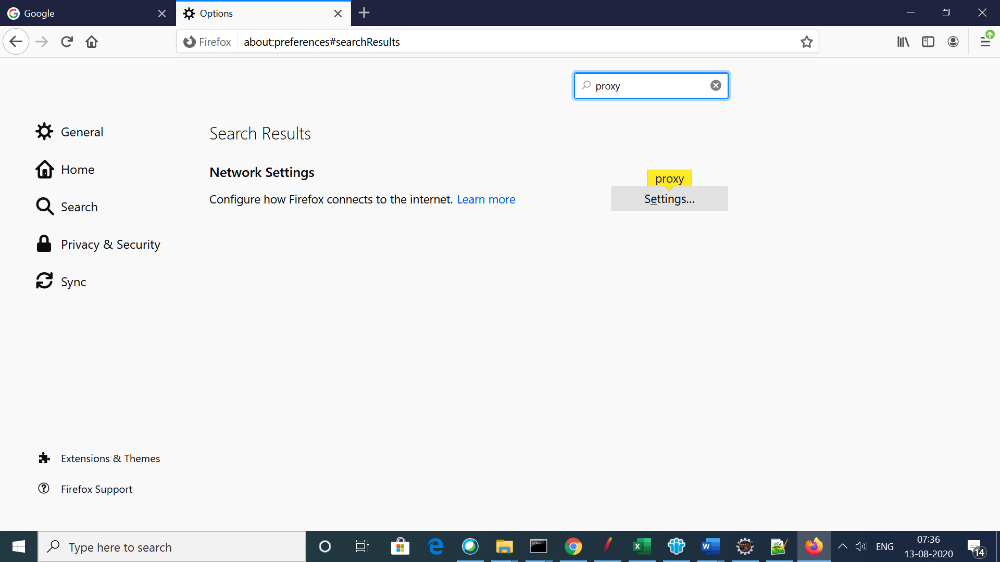 Google
Options
Firefox
about:preferences#searchResults
proxy
General
Home
Search
Privacy & Security
Sync
Search Results
Network Settings
Configure how Firefox connects to the internet. Learn more
proxy
Settings...
Extensions & Themes
Firefox Support
Type here to search
ENG
07:36
13-08-2020
14